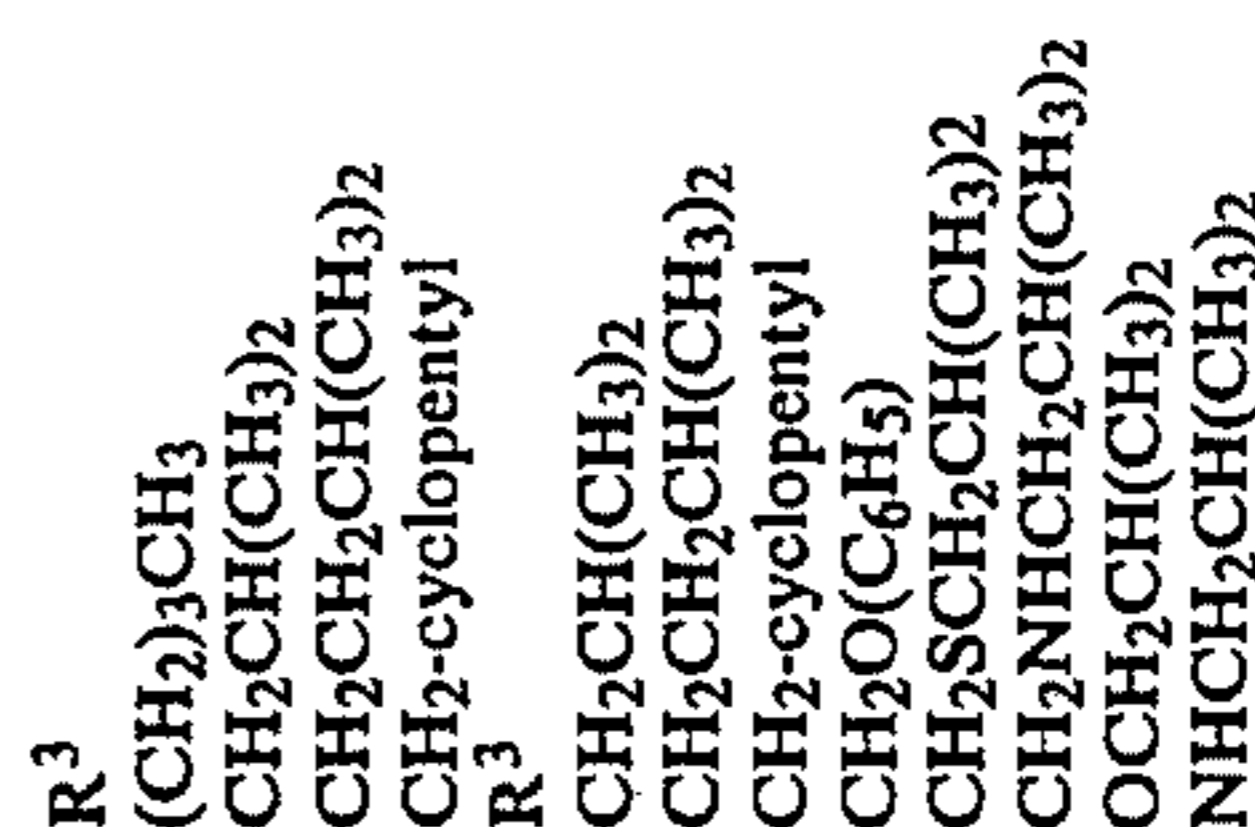 R³
(CH₂)₃CH₃
CH₂CH(CH₃)₂
CH₂CH₂CH(CH₃)₂
CH₂-cyclopentyl
R³
CH₂CH(CH₃)₂
CH₂CH₂CH(CH₃)₂
CH₂-cyclopentyl
CH₂O(C₆H₅)
CH₂SCH₂CH(CH₃)2
CH₂NHCH₂CH(CH₃)₂
OCH₂CH(CH₃)₂
NHCH₂CH(CH₃)₂